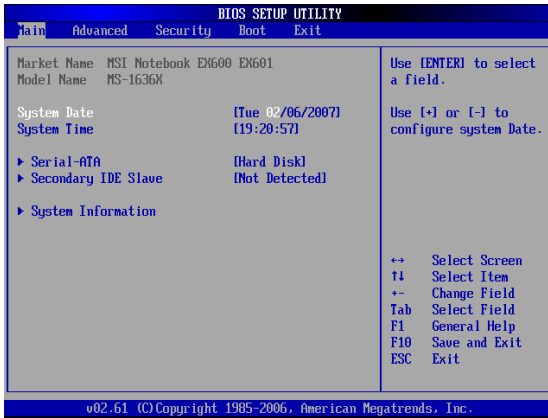 BIOS SETUP UTILITY
Main Advanced Security Boot Exit
Market Name MSI Notebook EX600 EX601
Model Name MS-1636X
System Date [Tue 02/06/2007]
System Time [19:20:57]
Serial-ATA [Hard Disk]
Secondary IDE Slave [Not Detected]
System Information
Use [ENTER] to select
a field.
Use [+] or [-] to
configure system Date.
↔ Select Screen
↑↓ Select Item
+- Change Field
Tab Select Field
F1 General Help
F10 Save and Exit
ESC Exit
v02.61 (C)Copyright 1985-2006, American Megatrends, Inc.